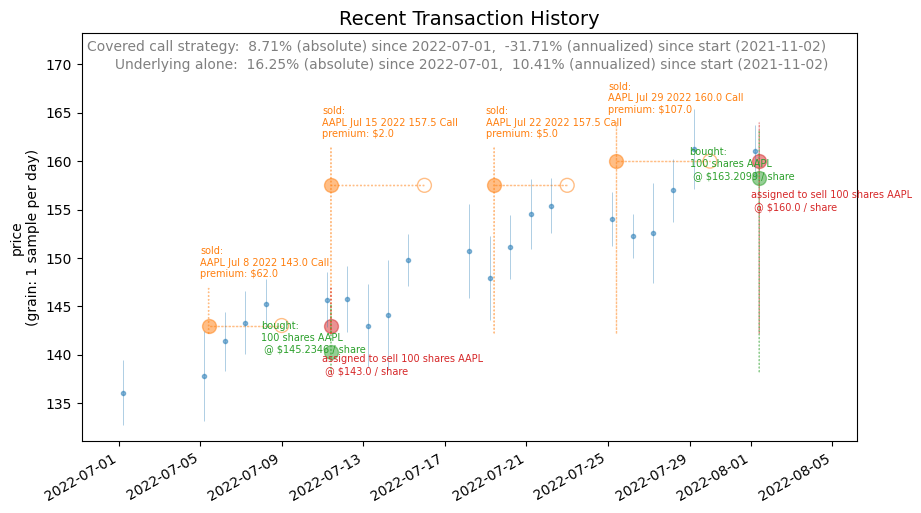 Recent Transaction History
Covered call strategy:  8.71% (absolute) since 2022-07-01,  -31.71% (annualized) since start (2021-11-02)
Underlying alone:  16.25% (absolute) since 2022-07-01,  10.41% (annualized) since start (2021-11-02)
price
(grain: 1 sample per day)
170
165
160
155
150
145
140
135
sold:
AAPL Jul 8 2022 143.0 Call
premium: $62.0
bought:
100 shares AAPL
@ $145.2346 / share
assigned to sell 100 shares AAPL
@ $143.0 / share
sold:
AAPL Jul 15 2022 157.5 Call
premium: $2.0
sold:
AAPL Jul 22 2022 157.5 Call
premium: $5.0
sold:
AAPL Jul 29 2022 160.0 Call
premium: $107.0
bought:
100 shares AAPL
@ $163.2099 / share
assigned to sell 100 shares AAPL
@ $160.0 / share
2022-07-01
2022-07-05
2022-07-09
2022-07-13
2022-07-17
2022-07-21
2022-07-25
2022-07-29
2022-08-01
2022-08-05